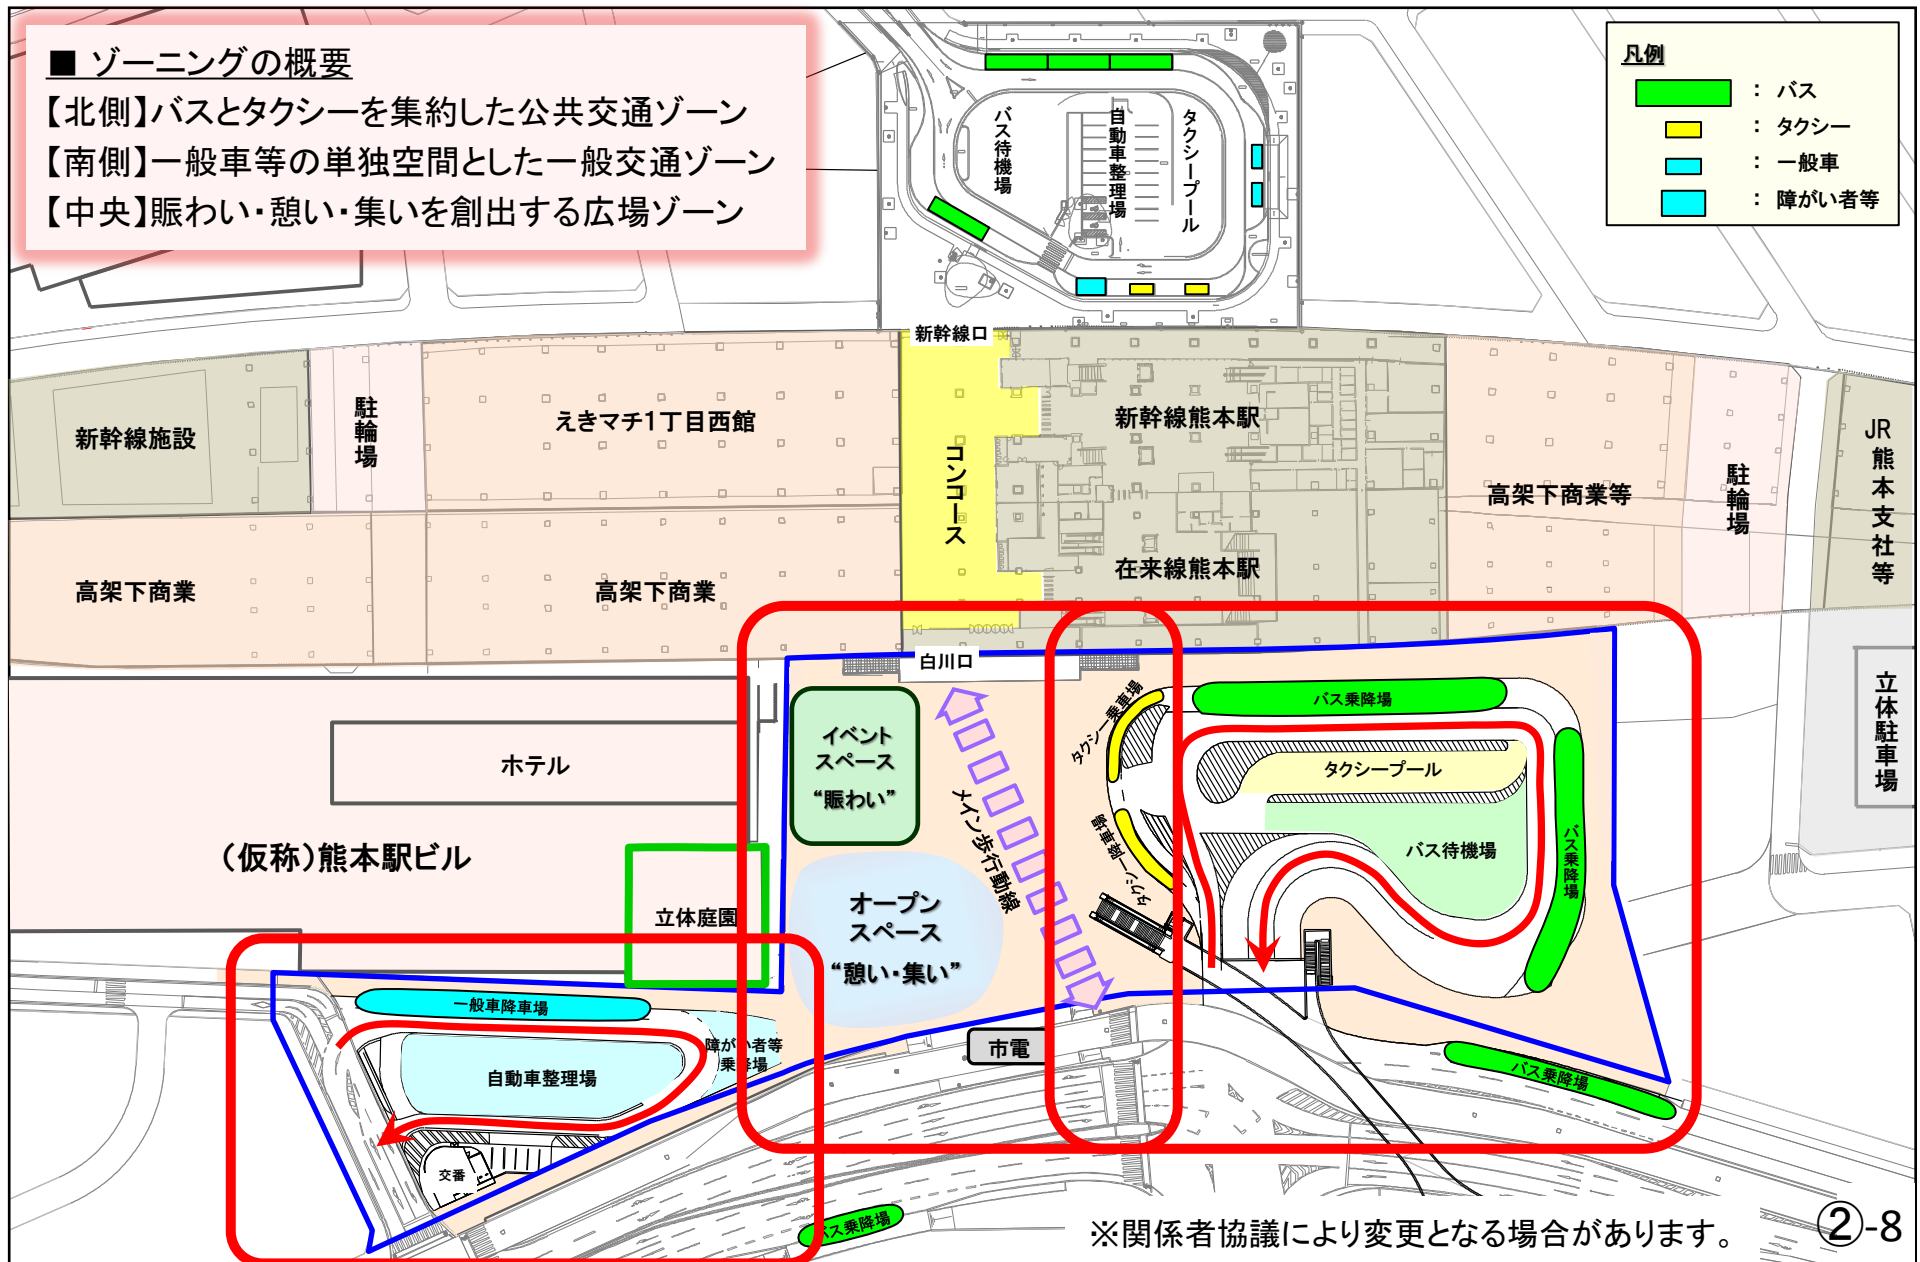 ■ ゾーニングの概要
【北側】バスとタクシーを集約した公共交通ゾーン
【南側】一般車等の単独空間とした一般交通ゾーン
【中央】賑わい・憩い・集いを創出する広場ゾーン
凡例
： バス
： タクシー
： 一般車
： 障がい者等
バス待機場
自動車整理場
タクシープール
新幹線口
新幹線施設
駐輪場
えきマチ1丁目西館
コンコース
新幹線熊本駅
高架下商業等
駐輪場
JR熊本支社等
高架下商業
高架下商業
在来線熊本駅
白川口
立体駐車場
ホテル
イベント
スペース
“賑わい”
メイン歩行動線
タクシー乗車場
タクシー降車場
バス乗降場
タクシープール
バス待機場
バス乗降場
（仮称）熊本駅ビル
立体庭園
オープン
スペース
“憩い・集い”
一般車降車場
障がい者等
乗降場
自動車整理場
市電
バス乗降場
交番
バス乗降場
※関係者協議により変更となる場合があります。
②-8